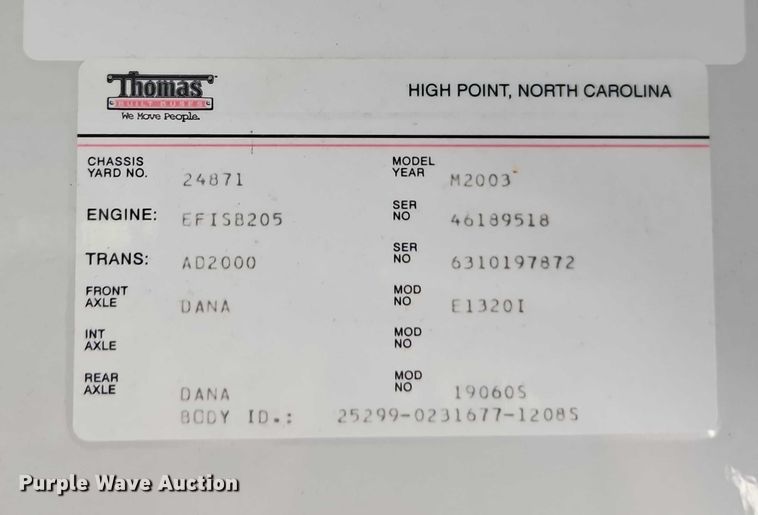 Thomas
BUILT BUSES
We Move People.
HIGH POINT, NORTH CAROLINA
CHASSIS YARD NO. 24871 MODEL YEAR M2003
ENGINE: EFISB205 SER NO 46189518
TRANS: AD2000 SER NO 6310197872
FRONT AXLE DANA MOD NO E1320I
INT AXLE MOD NO
REAR AXLE DANA MOD NO 19060S
BODY ID.: 25299-0231677-1208S
Purple Wave Auction